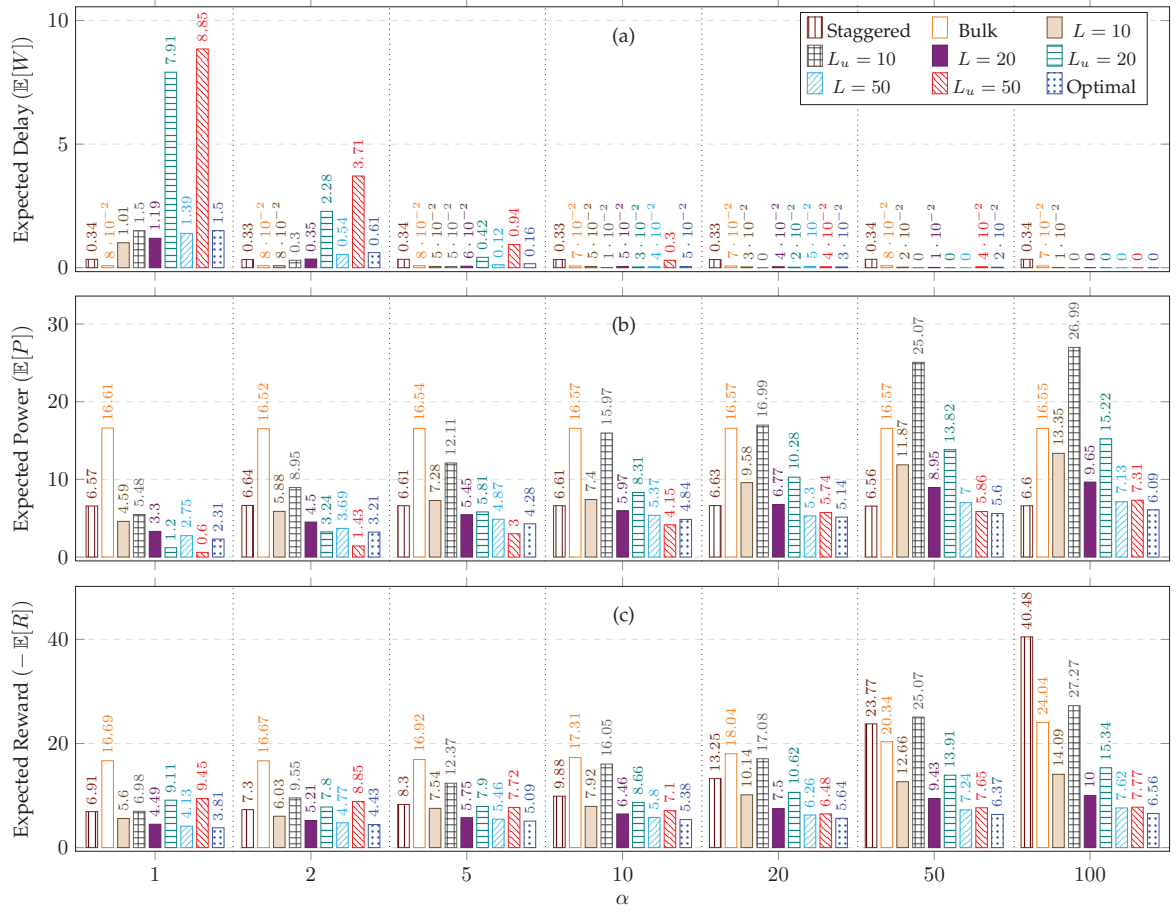 (a)
Staggered Bulk L = 10
L_u = 10 L = 20 L_u = 20
L = 50 L_u = 50 Optimal
Expected Delay (𝔼[W])
10
5
0
0.34 8 · 10^−2 1.01 1.5 1.19 7.91 1.39 8.85 1.5
0.33 8 · 10^−2 8 · 10^−2 0.3 0.35 2.28 0.54 3.71 0.61
0.34 8 · 10^−2 5 · 10^−2 5 · 10^−2 6 · 10^−2 0.42 0.12 0.94 0.16
0.33 7 · 10^−2 5 · 10^−2 1 · 10^−2 5 · 10^−2 3 · 10^−2 4 · 10^−2 0.3 5 · 10^−2
0.33 7 · 10^−2 3 · 10^−2 0 4 · 10^−2 2 · 10^−2 5 · 10^−2 4 · 10^−2 3 · 10^−2
0.34 8 · 10^−2 2 · 10^−2 0 1 · 10^−2 0 0 4 · 10^−2 2 · 10^−2
0.34 7 · 10^−2 1 · 10^−2 0 0 0 0 0 0
(b)
Expected Power (𝔼[P])
30
20
10
0
6.57 16.61 4.59 5.48 3.3 1.2 2.75 0.6 2.31
6.64 16.52 5.88 8.95 4.5 3.24 3.69 1.43 3.21
6.61 16.54 7.28 12.11 5.45 5.81 4.87 3 4.28
6.61 16.57 7.4 15.97 5.97 8.31 5.37 4.15 4.84
6.63 16.57 9.58 16.99 6.77 10.28 5.3 5.74 5.14
6.56 16.57 11.87 25.07 8.95 13.82 7 5.86 5.6
6.6 16.55 13.35 26.99 9.65 15.22 7.13 7.31 6.09
(c)
Expected Reward (− 𝔼[R])
40
20
0
6.91 16.69 5.6 6.98 4.49 9.11 4.13 9.45 3.81
7.3 16.67 6.03 9.55 5.21 7.8 4.77 8.85 4.43
8.3 16.92 7.54 12.37 5.75 7.9 5.46 7.72 5.09
9.88 17.31 7.92 16.05 6.46 8.66 5.8 7.1 5.38
13.25 18.04 10.14 17.08 7.5 10.62 6.26 6.48 5.64
23.77 20.34 12.66 25.07 9.43 13.91 7.24 7.65 6.37
40.48 24.04 14.09 27.27 10 15.34 7.62 7.77 6.56
1 2 5 10 20 50 100
α